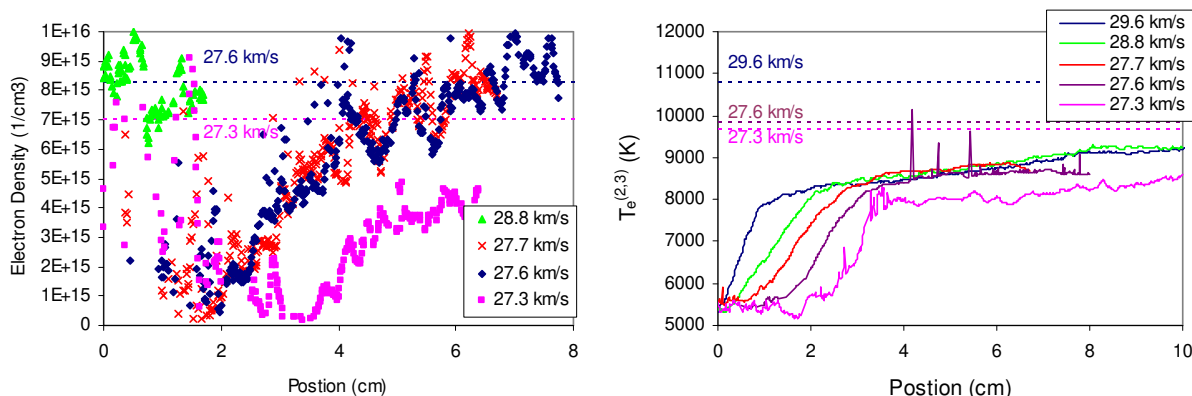 1E+16
9E+15
8E+15
7E+15
6E+15
5E+15
4E+15
3E+15
2E+15
1E+15
0
Electron Density (1/cm3)
27.6 km/s
27.3 km/s
28.8 km/s
27.7 km/s
27.6 km/s
27.3 km/s
0 2 4 6 8
Postion (cm)
12000
11000
10000
9000
8000
7000
6000
5000
Te(2,3) (K)
29.6 km/s
27.6 km/s
27.3 km/s
29.6 km/s
28.8 km/s
27.7 km/s
27.6 km/s
27.3 km/s
0 2 4 6 8 10
Postion (cm)